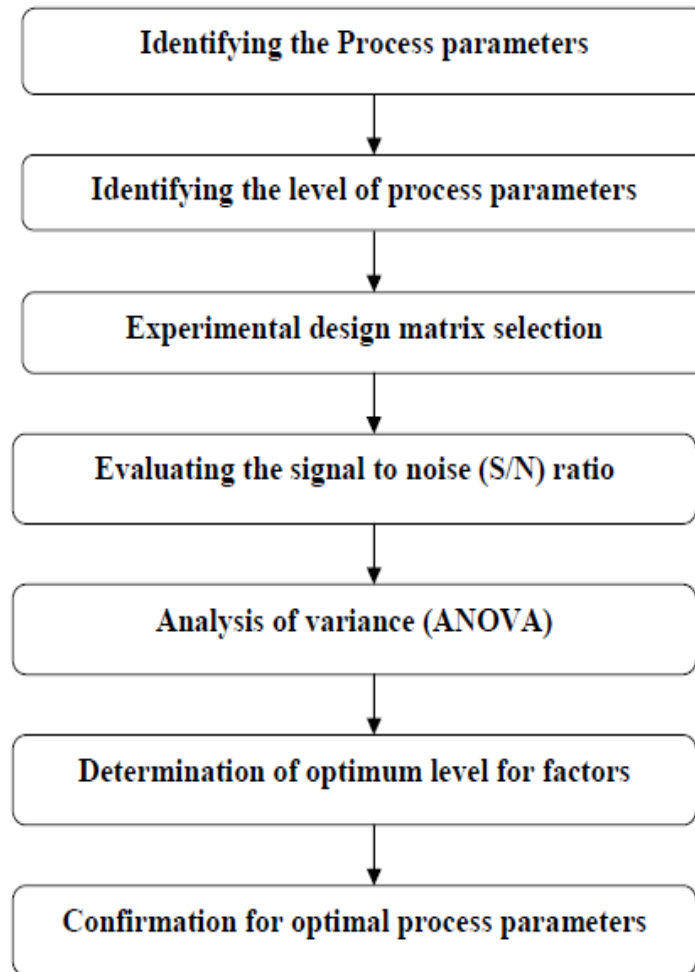 Identifying the Process parameters
Identifying the level of process parameters
Experimental design matrix selection
Evaluating the signal to noise (S/N) ratio
Analysis of variance (ANOVA)
Determination of optimum level for factors
Confirmation for optimal process parameters